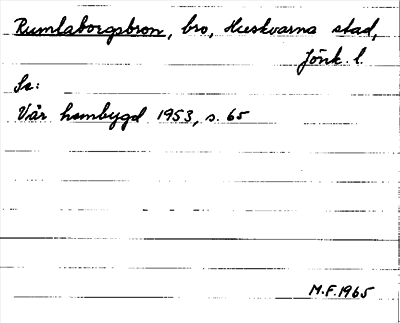 Rumlaborgsbron, bro, Huskvarna stad,
Jönk. l.
Se:
Vår hembygd 1953, s. 65
M.F. 1965